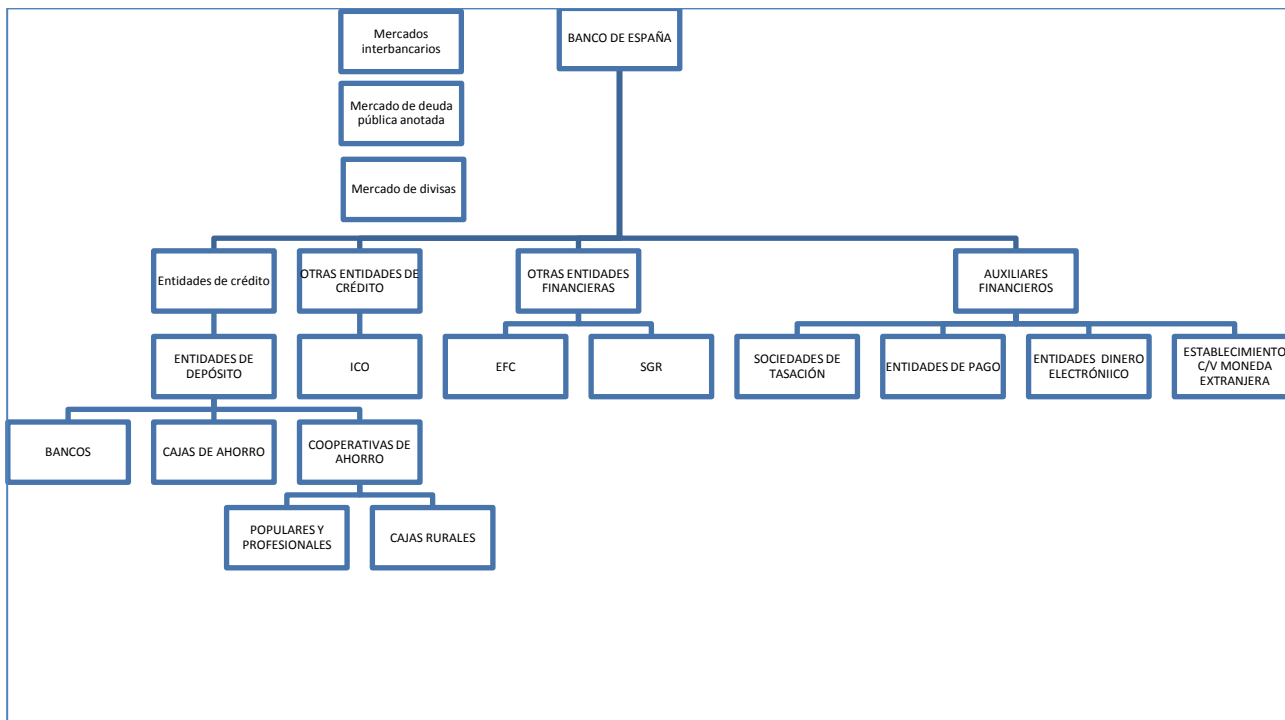 Mercados
interbancarios
BANCO DE ESPAÑA
Mercado de deuda
pública anotada
Mercado de divisas
Entidades de crédito
OTRAS ENTIDADES DE
CRÉDITO
OTRAS ENTIDADES
FINANCIERAS
AUXILIARES
FINANCIEROS
ENTIDADES DE
DEPÓSITO
ICO
EFC
SGR
SOCIEDADES DE
TASACIÓN
ENTIDADES DE PAGO
ENTIDADES DINERO
ELECTRÓNIICO
ESTABLECIMIENTO
C/V MONEDA
EXTRANJERA
BANCOS
CAJAS DE AHORRO
COOPERATIVAS DE
AHORRO
POPULARES Y
PROFESIONALES
CAJAS RURALES